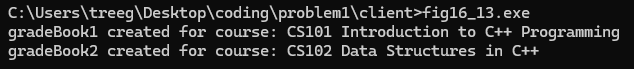 C:\Users\treeg\Desktop\coding\problem1\client>fig16_13.exe
gradeBook1 created for course: CS101 Introduction to C++ Programming
gradeBook2 created for course: CS102 Data Structures in C++